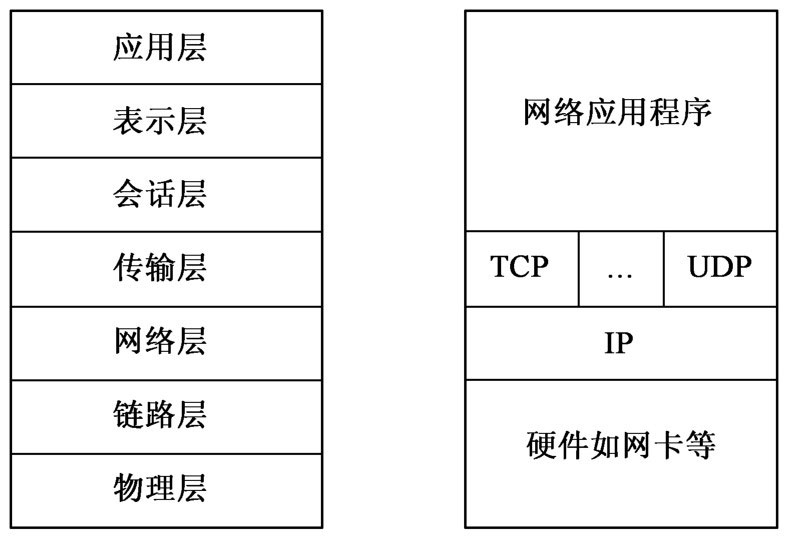 应用层
表示层
会话层
传输层
网络层
链路层
物理层
网络应用程序
TCP
...
UDP
IP
硬件如网卡等